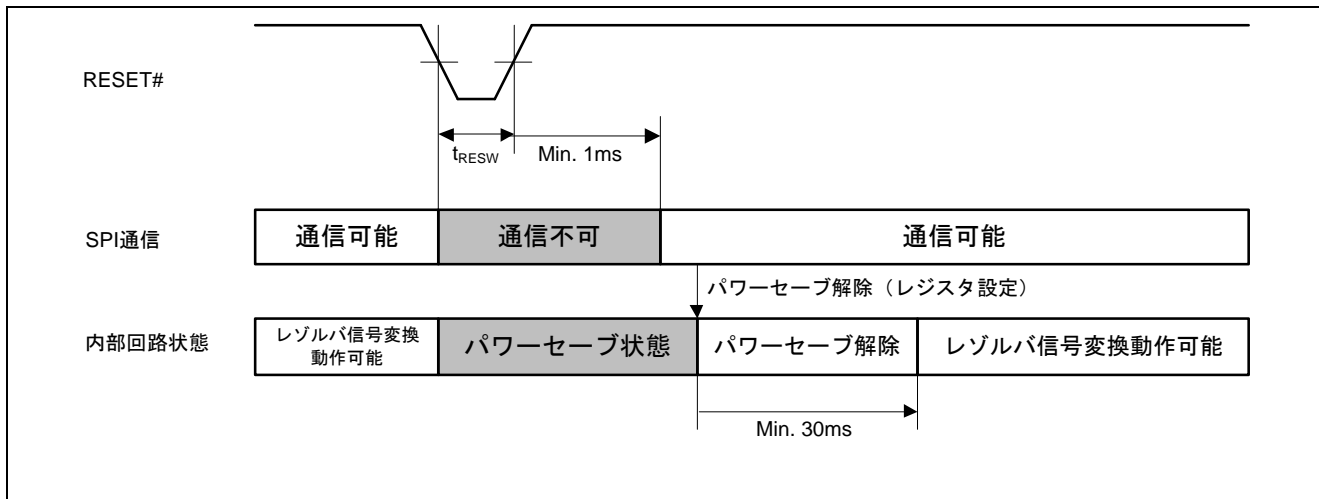 RESET#
tRESW
Min. 1ms
SPI通信
通信可能
通信不可
通信可能
パワーセーブ解除（レジスタ設定）
内部回路状態
レゾルバ信号変換
動作可能
パワーセーブ状態
パワーセーブ解除
レゾルバ信号変換動作可能
Min. 30ms